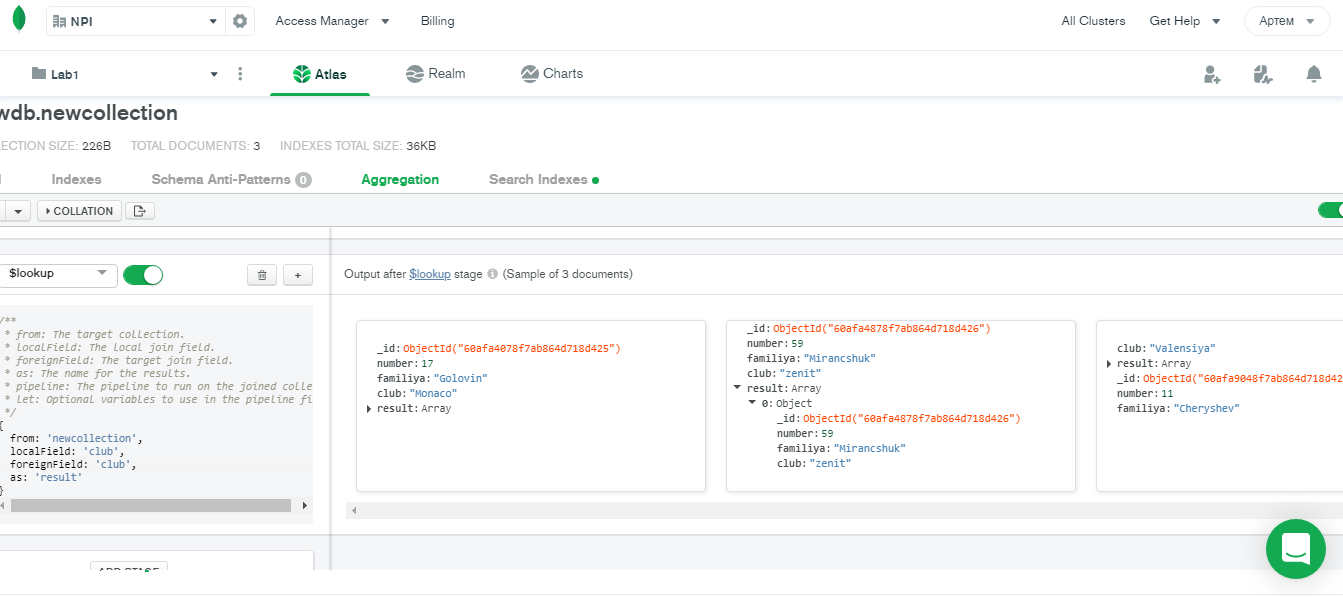 NPI
Access Manager
Billing
All Clusters
Get Help
Артем
Lab1
Atlas
Realm
Charts
wdb.newcollection
LECTION SIZE: 226B TOTAL DOCUMENTS: 3 INDEXES TOTAL SIZE: 36KB
Indexes
Schema Anti-Patterns 0
Aggregation
Search Indexes
COLLATION
$lookup
+
/**
* from: The target collection.
* localField: The local join field.
* foreignField: The target join field.
* as: The name for the results.
* pipeline: The pipeline to run on the joined colle
* let: Optional variables to use in the pipeline fi
*/
{
from: 'newcollection',
localField: 'club',
foreignField: 'club',
as: 'result'
}
ADD STAGE
Output after $lookup stage (Sample of 3 documents)
_id: ObjectId("60afa4078f7ab864d718d425")
number: 17
familiya: "Golovin"
club: "Monaco"
result: Array
_id: ObjectId("60afa4878f7ab864d718d426")
number: 59
familiya: "Mirancshuk"
club: "zenit"
result: Array
0: Object
_id: ObjectId("60afa4878f7ab864d718d426")
number: 59
familiya: "Mirancshuk"
club: "zenit"
club: "Valensiya"
result: Array
_id: ObjectId("60afa9048f7ab864d718d42
number: 11
familiya: "Cheryshev"